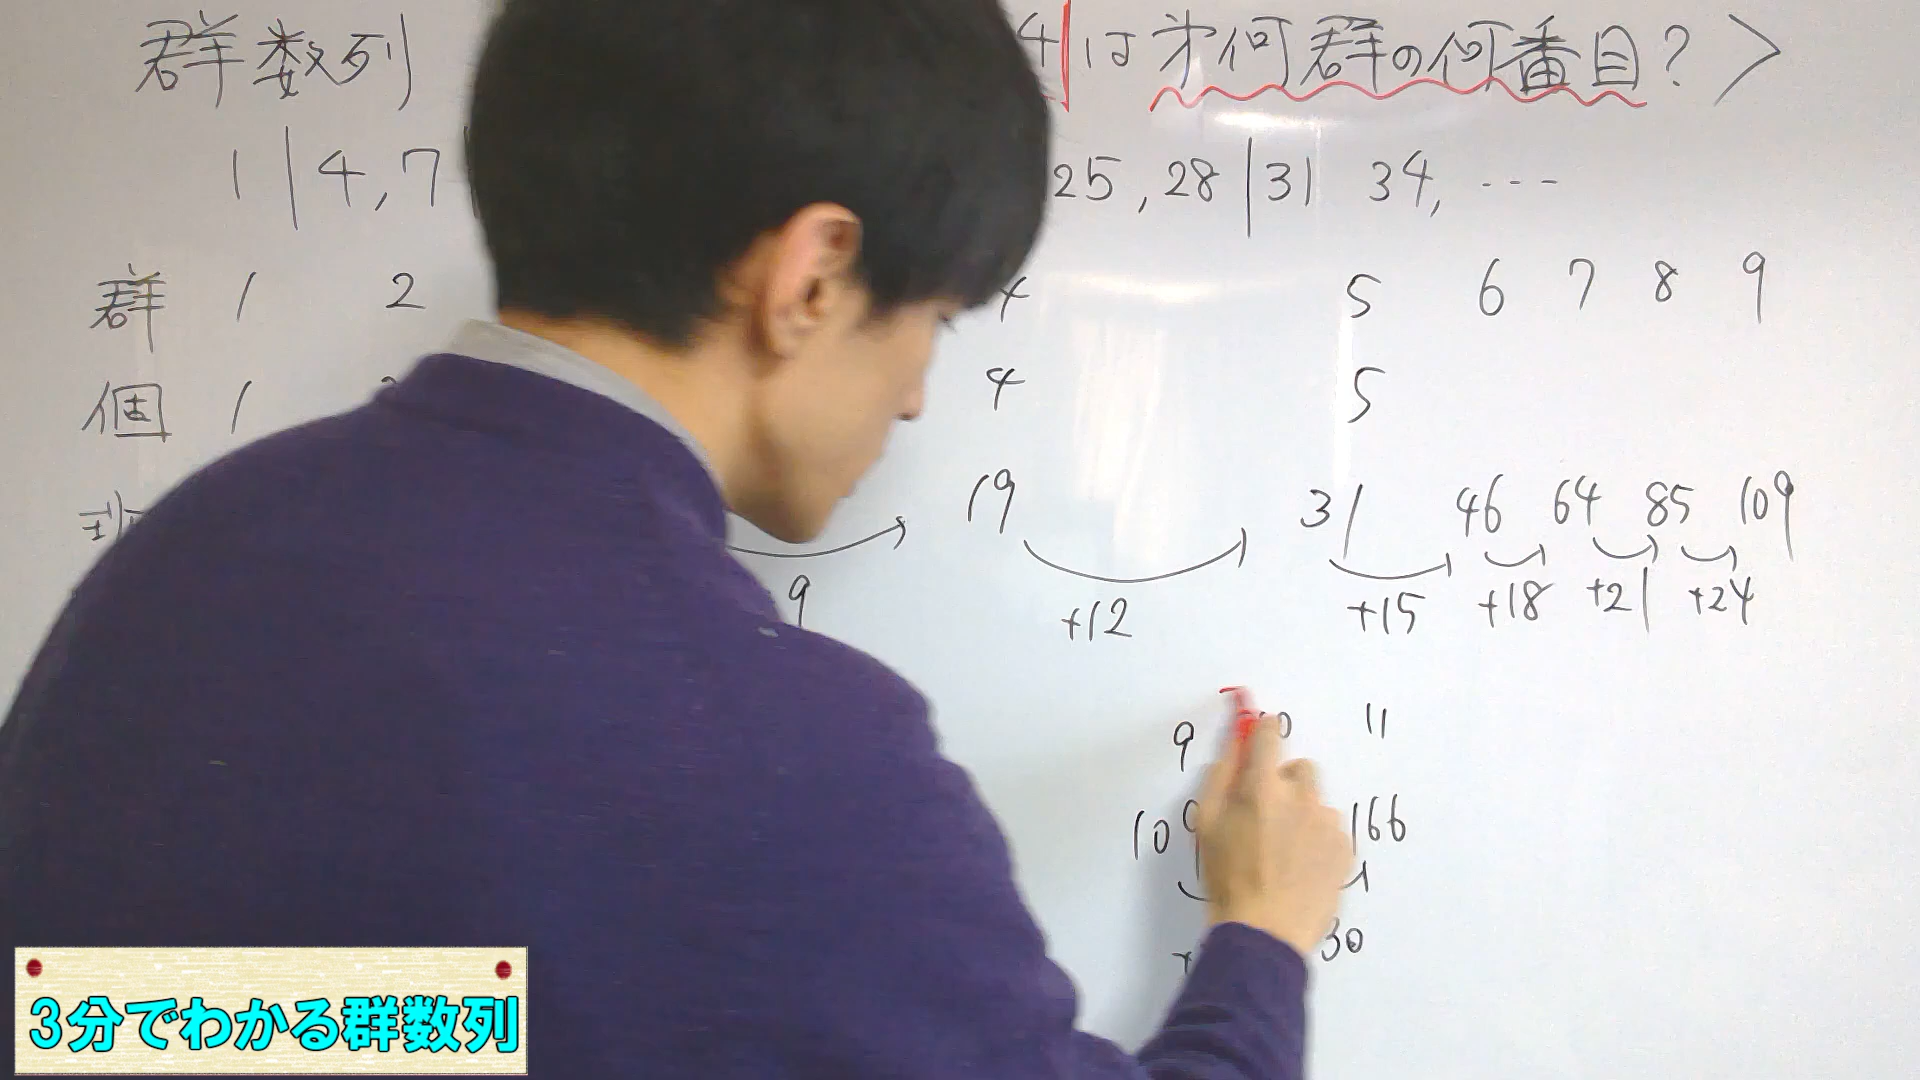 群数列 4は才何群の何番目?>
1|4,7 25,28|31 34,---
群 1 2 4 5 6 7 8 9
個 1 4 5
19 31 46 64 85 109
9 +12 +15 +18 +21 +24
9 11
109 166
30
3分でわかる群数列